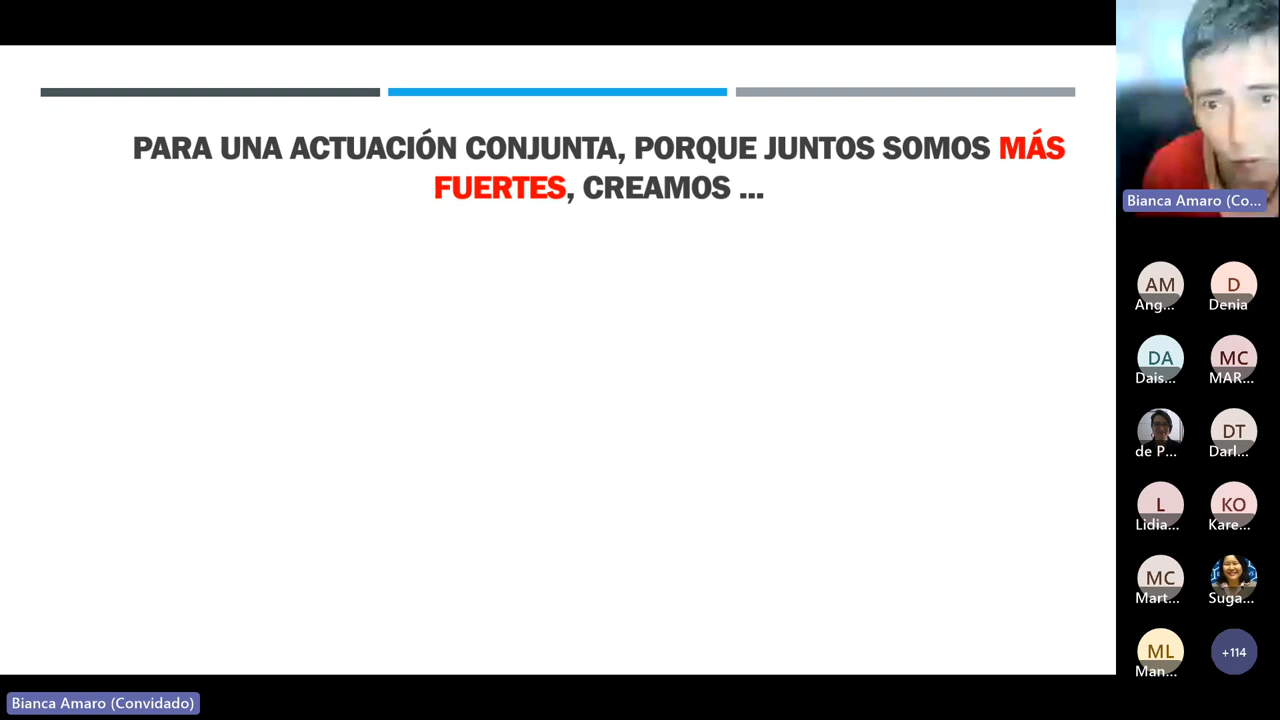 PARA UNA ACTUACIÓN CONJUNTA, PORQUE JUNTOS SOMOS MÁS
FUERTES, CREAMOS ...
Bianca Amaro (Co...
AM
Ang...
D
Denia
DA
Dais...
MC
MAR...
de P...
DT
Darl...
L
Lidia...
KO
Kare...
MC
Mart...
Suga...
ML
Man...
+114
Bianca Amaro (Convidado)